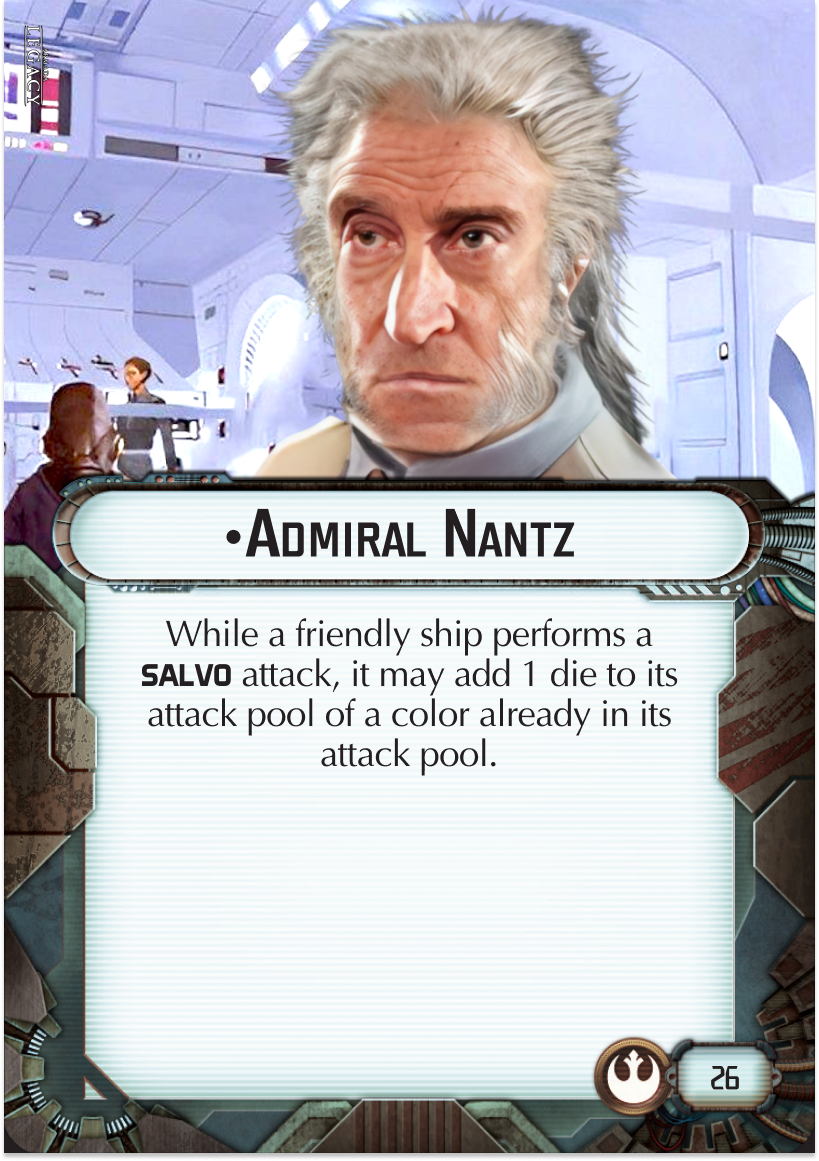 LEGACY
•ADMIRAL NANTZ
While a friendly ship performs a
SALVO attack, it may add 1 die to its
attack pool of a color already in its
attack pool.
26